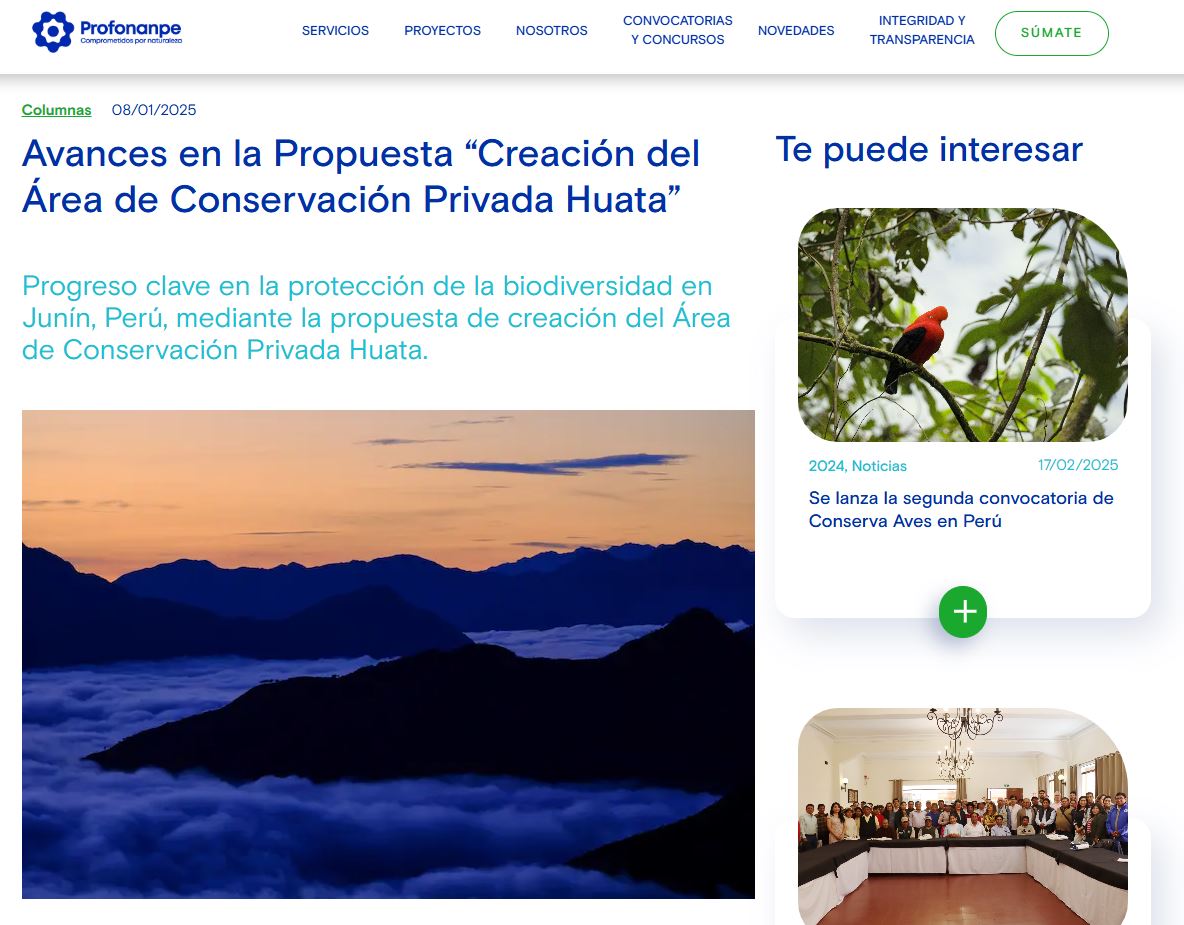 Profonanpe
Comprometidos por naturaleza
SERVICIOS
PROYECTOS
NOSOTROS
CONVOCATORIAS
Y CONCURSOS
NOVEDADES
INTEGRIDAD Y
TRANSPARENCIA
SÚMATE
Columnas 08/01/2025
Avances en la Propuesta “Creación del
Área de Conservación Privada Huata”
Progreso clave en la protección de la biodiversidad en
Junín, Perú, mediante la propuesta de creación del Área
de Conservación Privada Huata.
Te puede interesar
2024, Noticias 17/02/2025
Se lanza la segunda convocatoria de
Conserva Aves en Perú